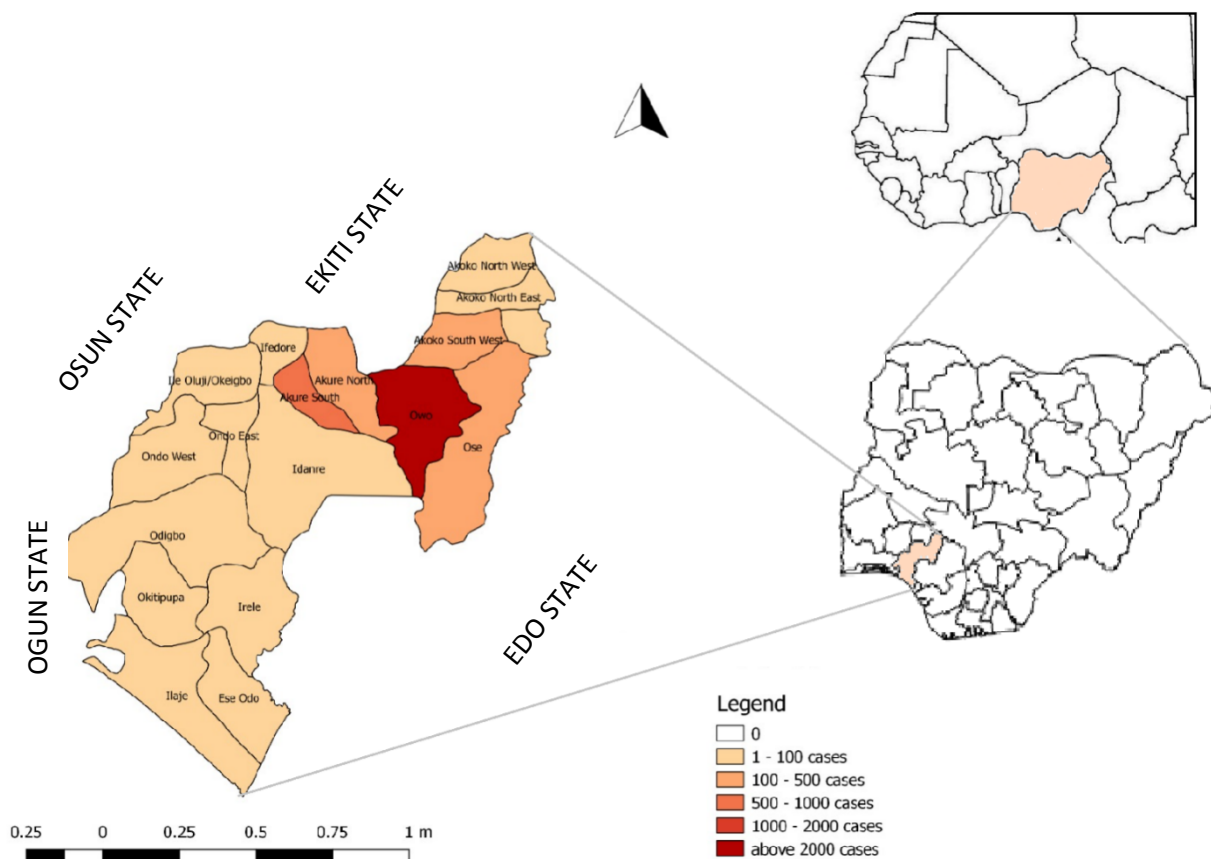 EKITI STATE
OSUN STATE
OGUN STATE
EDO STATE
Akoko North West
Akoko North East
Akoko South West
Ifedore
Ile Oluji/Okeigbo
Akure North
Akure South
Owo
Ondo East
Ondo West
Idanre
Ose
Odigbo
Okitipupa
Irele
Ilaje
Ese Odo
Legend
0
1 - 100 cases
100 - 500 cases
500 - 1000 cases
1000 - 2000 cases
above 2000 cases
0.25 0 0.25 0.5 0.75 1 m